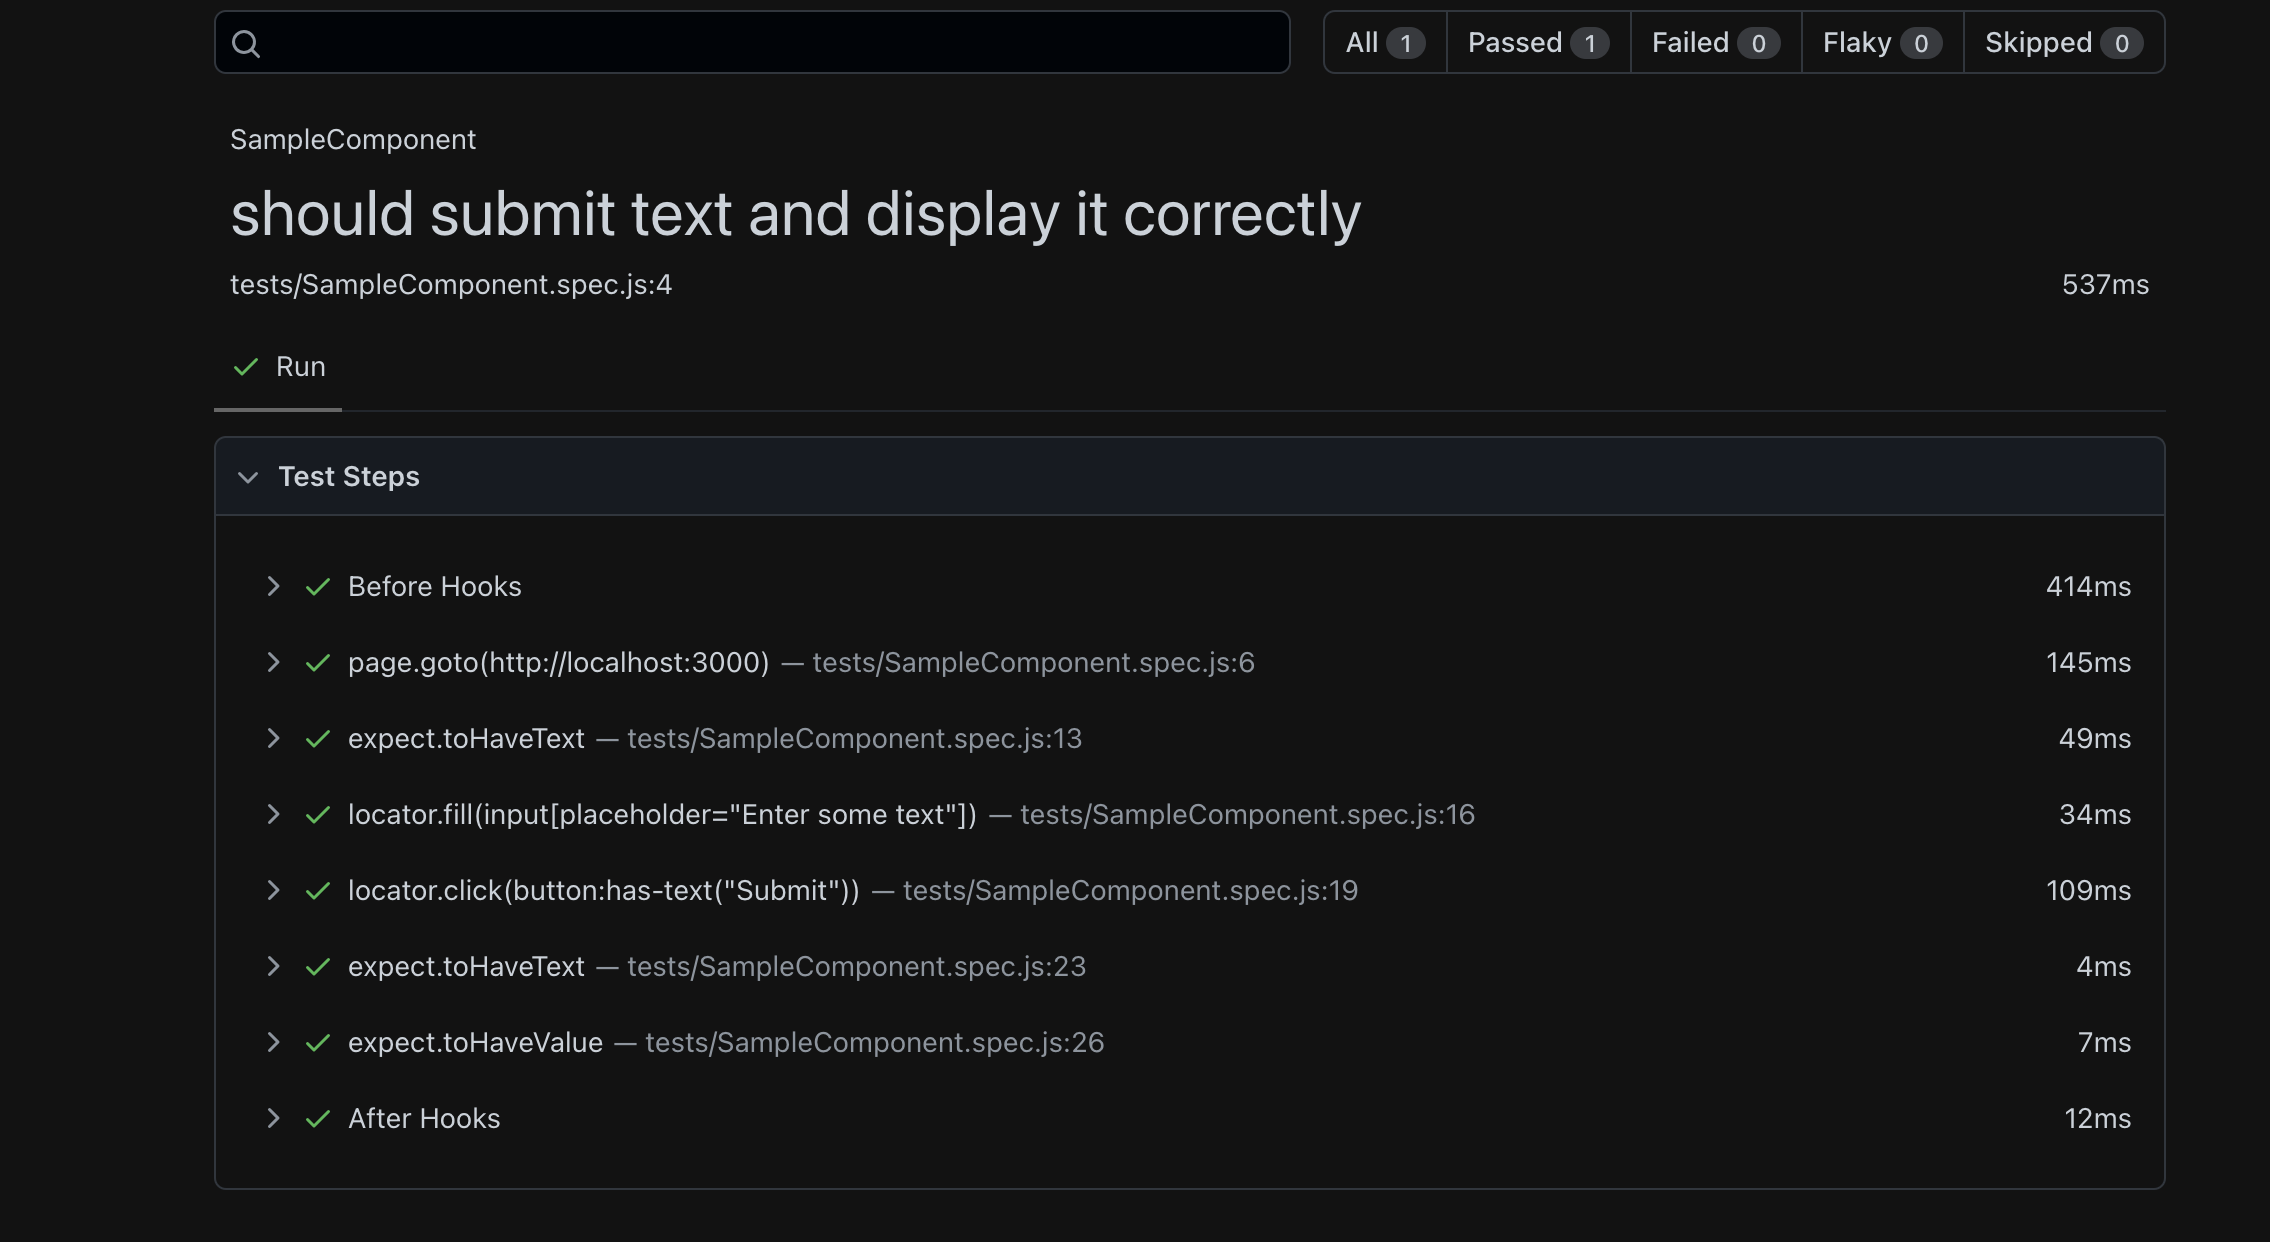 All 1 Passed 1 Failed 0 Flaky 0 Skipped 0
SampleComponent
should submit text and display it correctly
tests/SampleComponent.spec.js:4 537ms
Run
Test Steps
Before Hooks 414ms
page.goto(http://localhost:3000) — tests/SampleComponent.spec.js:6 145ms
expect.toHaveText — tests/SampleComponent.spec.js:13 49ms
locator.fill(input[placeholder="Enter some text"]) — tests/SampleComponent.spec.js:16 34ms
locator.click(button:has-text("Submit")) — tests/SampleComponent.spec.js:19 109ms
expect.toHaveText — tests/SampleComponent.spec.js:23 4ms
expect.toHaveValue — tests/SampleComponent.spec.js:26 7ms
After Hooks 12ms